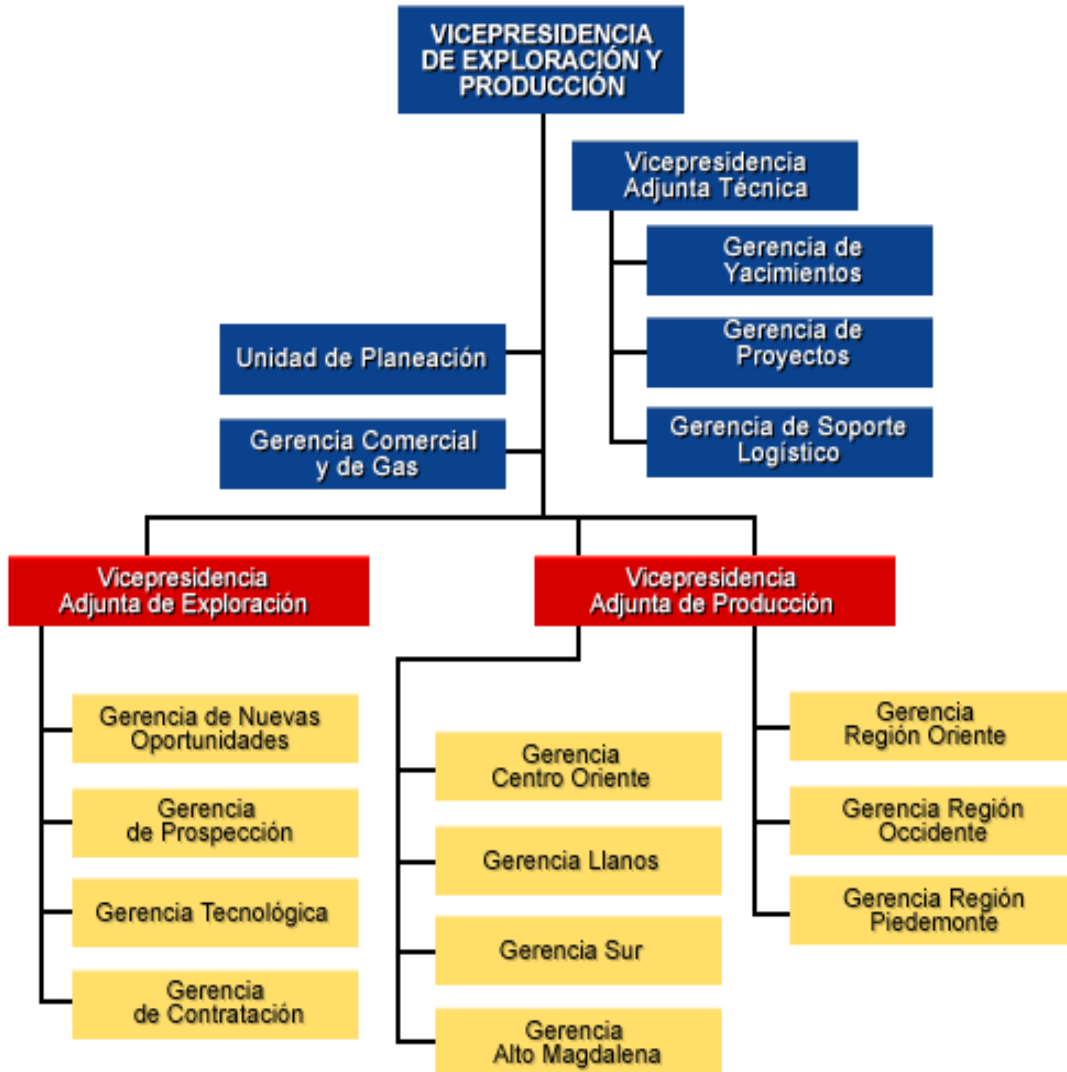 VICEPRESIDENCIA
DE EXPLORACIÓN Y
PRODUCCIÓN
Vicepresidencia
Adjunta Técnica
Gerencia de
Yacimientos
Gerencia de
Proyectos
Gerencia de Soporte
Logístico
Unidad de Planeación
Gerencia Comercial
y de Gas
Vicepresidencia
Adjunta de Exploración
Gerencia de Nuevas
Oportunidades
Gerencia
de Prospección
Gerencia Tecnológica
Gerencia
de Contratación
Vicepresidencia
Adjunta de Producción
Gerencia
Centro Oriente
Gerencia Llanos
Gerencia Sur
Gerencia
Alto Magdalena
Gerencia
Región Oriente
Gerencia Región
Occidente
Gerencia Región
Piedemonte